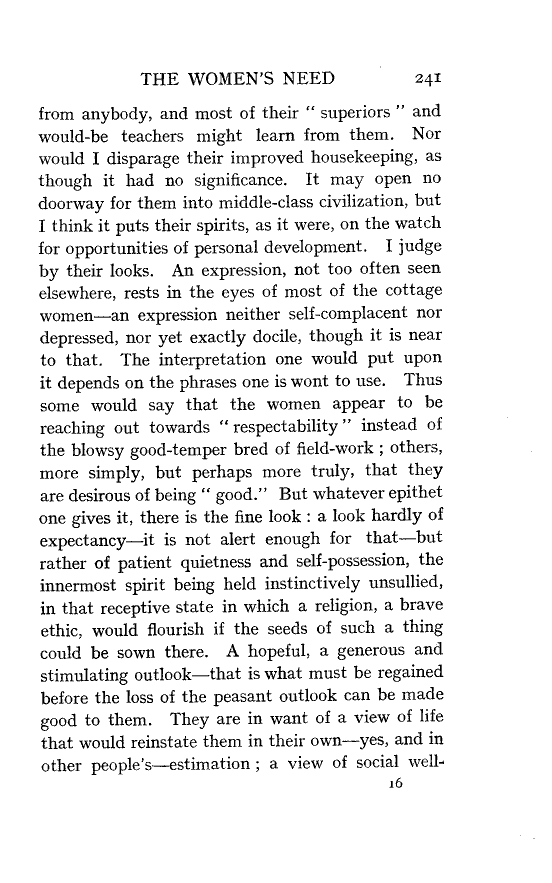 THE WOMEN'S NEED 241
from anybody, and most of their “ superiors ” and
would-be teachers might learn from them. Nor
would I disparage their improved housekeeping, as
though it had no significance. It may open no
doorway for them into middle-class civilization, but
I think it puts their spirits, as it were, on the watch
for opportunities of personal development. I judge
by their looks. An expression, not too often seen
elsewhere, rests in the eyes of most of the cottage
women—an expression neither self-complacent nor
depressed, nor yet exactly docile, though it is near
to that. The interpretation one would put upon
it depends on the phrases one is wont to use. Thus
some would say that the women appear to be
reaching out towards “ respectability ” instead of
the blowsy good-temper bred of field-work ; others,
more simply, but perhaps more truly, that they
are desirous of being “ good.” But whatever epithet
one gives it, there is the fine look : a look hardly of
expectancy—it is not alert enough for that—but
rather of patient quietness and self-possession, the
innermost spirit being held instinctively unsullied,
in that receptive state in which a religion, a brave
ethic, would flourish if the seeds of such a thing
could be sown there. A hopeful, a generous and
stimulating outlook—that is what must be regained
before the loss of the peasant outlook can be made
good to them. They are in want of a view of life
that would reinstate them in their own—yes, and in
other people's—estimation ; a view of social well-
16